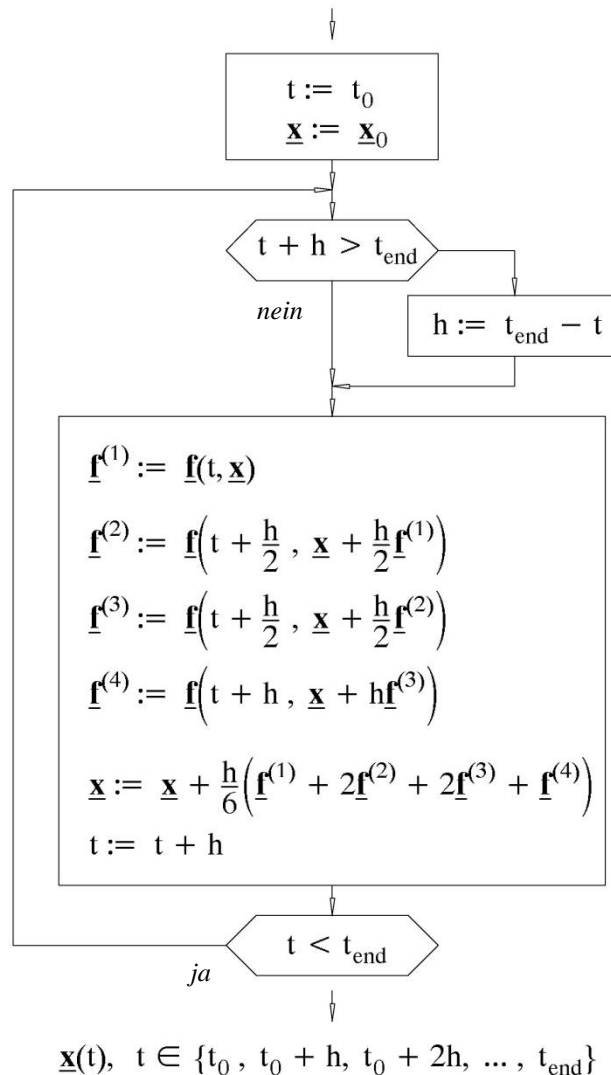 t := t₀
x̲ := x̲₀
t + h > t_end
nein
h := t_end − t
f̲⁽¹⁾ := f̲(t, x̲)
f̲⁽²⁾ := f̲(t + h/2 , x̲ + h/2 f̲⁽¹⁾)
f̲⁽³⁾ := f̲(t + h/2 , x̲ + h/2 f̲⁽²⁾)
f̲⁽⁴⁾ := f̲(t + h , x̲ + hf̲⁽³⁾)
x̲ := x̲ + h/6 (f̲⁽¹⁾ + 2f̲⁽²⁾ + 2f̲⁽³⁾ + f̲⁽⁴⁾)
t := t + h
t < t_end
ja
x̲(t), t ∈ {t₀ , t₀ + h, t₀ + 2h, ... , t_end}